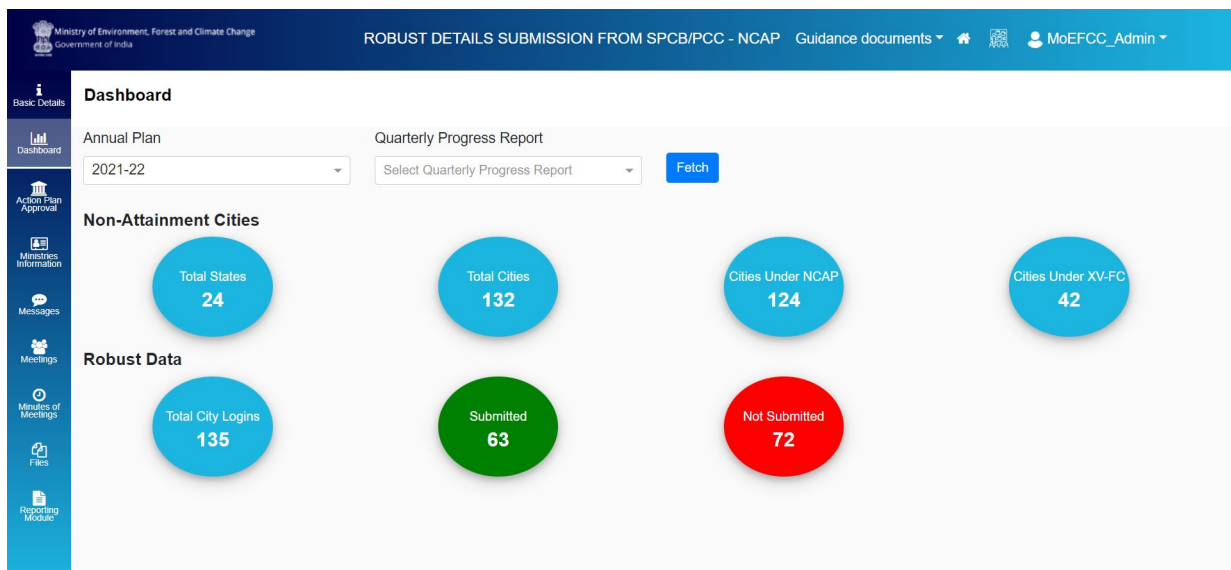 Ministry of Environment, Forest and Climate Change
Government of India
ROBUST DETAILS SUBMISSION FROM SPCB/PCC - NCAP
Guidance documents
MoEFCC_Admin
Basic Details
Dashboard
Action Plan
Approval
Ministries
Information
Messages
Meetings
Minutes of
Meetings
Files
Reporting
Module
Dashboard
Annual Plan
Quarterly Progress Report
2021-22
Select Quarterly Progress Report
Fetch
Non-Attainment Cities
Total States
24
Total Cities
132
Cities Under NCAP
124
Cities Under XV-FC
42
Robust Data
Total City Logins
135
Submitted
63
Not Submitted
72